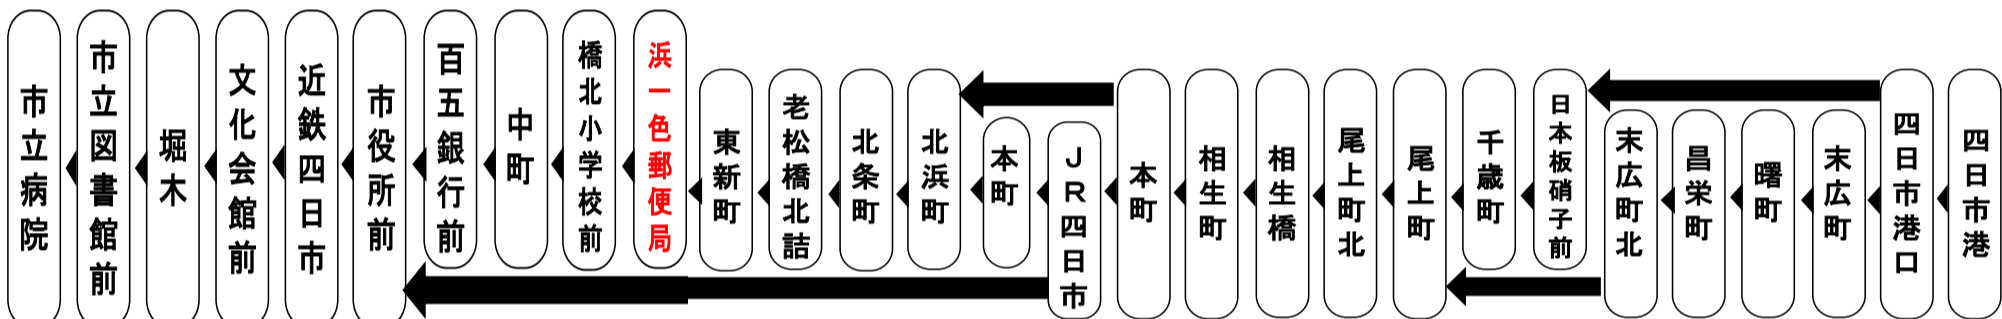 四日市港
四日市港口
末広町
曙町
昌栄町
末広町北
日本板硝子前
千歳町
尾上町
尾上町北
相生橋
相生町
本町
JR四日市
本町
北浜町
北条町
老松橋北詰
東新町
浜一色郵便局
橋北小学校前
中町
百五銀行前
市役所前
近鉄四日市
文化会館前
堀木
市立図書館前
市立病院